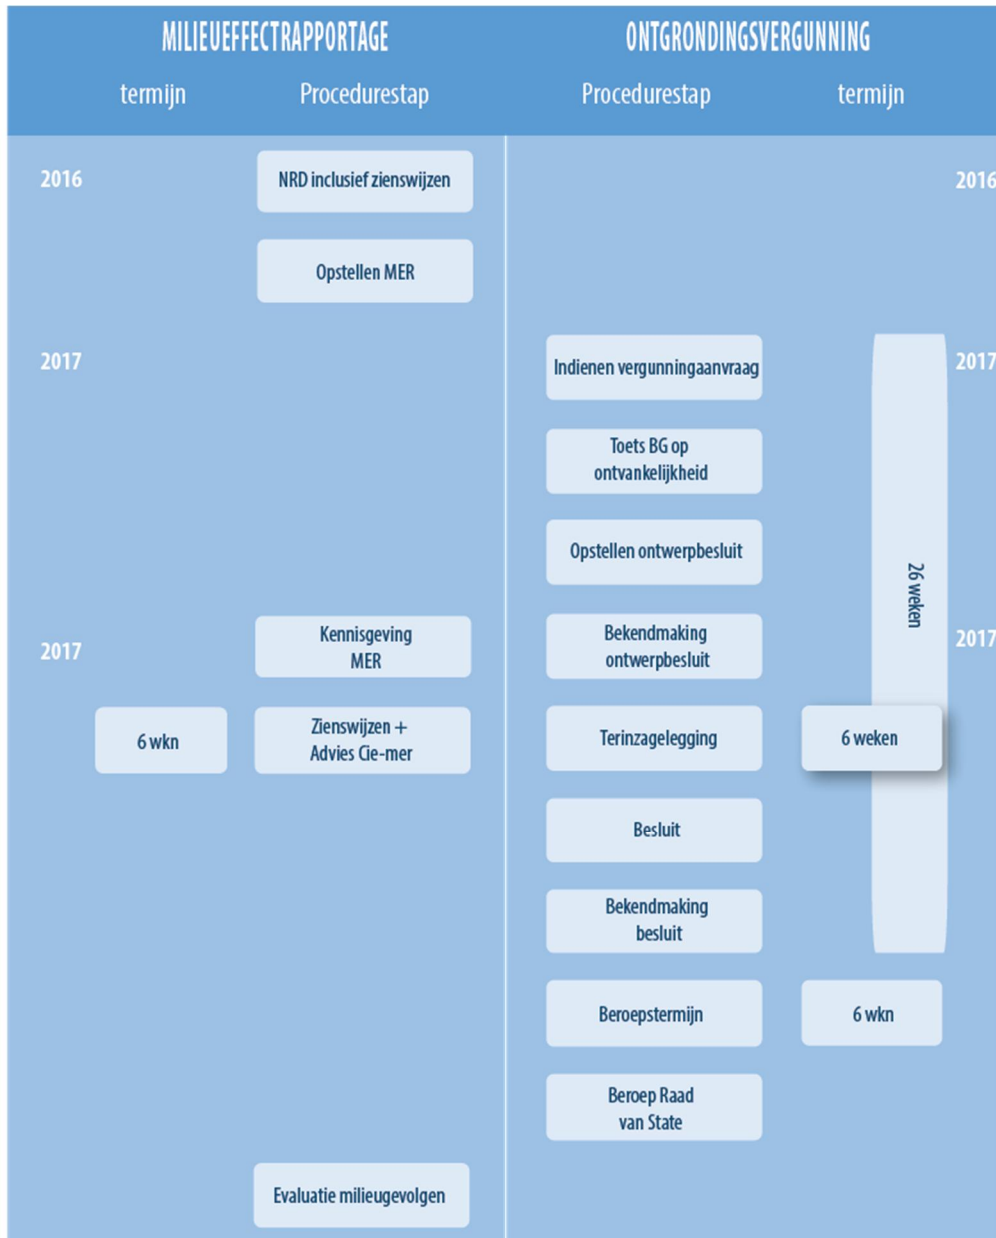 MILIEUEFFECTRAPPORTAGE
ONTGRONDINGSVERGUNNING
termijn
Procedurestap
Procedurestap
termijn
2016
NRD inclusief zienswijzen
2016
Opstellen MER
2017
Indienen vergunningaanvraag
2017
Toets BG op
ontvankelijkheid
Opstellen ontwerpbesluit
26 weken
2017
Kennisgeving
MER
Bekendmaking
ontwerpbesluit
2017
6 wkn
Zienswijzen +
Advies Cie-mer
Terinzagelegging
6 weken
Besluit
Bekendmaking
besluit
Beroepstermijn
6 wkn
Beroep Raad
van State
Evaluatie milieugevolgen